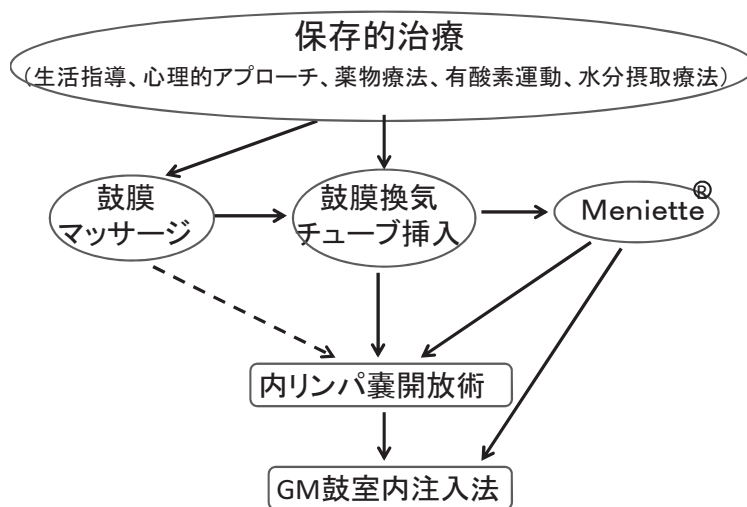 保存的治療
（生活指導、心理的アプローチ、薬物療法、有酸素運動、水分摂取療法）
鼓膜
マッサージ
鼓膜換気
チューブ挿入
Meniette®
内リンパ嚢開放術
GM鼓室内注入法